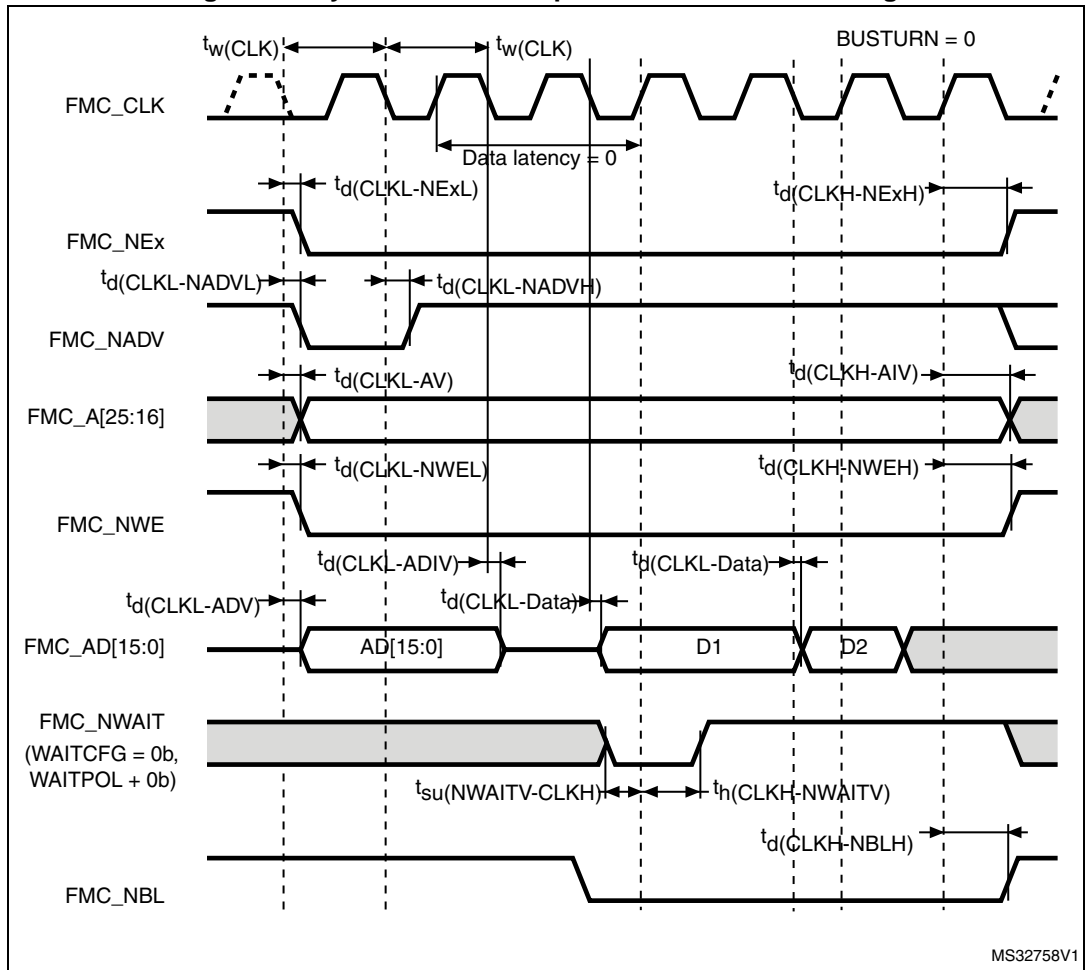 tw(CLK) tw(CLK) BUSTURN = 0
FMC_CLK
Data latency = 0
td(CLKL-NExL) td(CLKH-NExH)
FMC_NEx
td(CLKL-NADVL) td(CLKL-NADVH)
FMC_NADV
td(CLKL-AV) td(CLKH-AIV)
FMC_A[25:16]
td(CLKL-NWEL) td(CLKH-NWEH)
FMC_NWE
td(CLKL-ADIV) td(CLKL-Data)
td(CLKL-ADV) td(CLKL-Data)
FMC_AD[15:0] AD[15:0] D1 D2
FMC_NWAIT
(WAITCFG = 0b,
WAITPOL + 0b)
tsu(NWAITV-CLKH) th(CLKH-NWAITV)
td(CLKH-NBLH)
FMC_NBL
MS32758V1